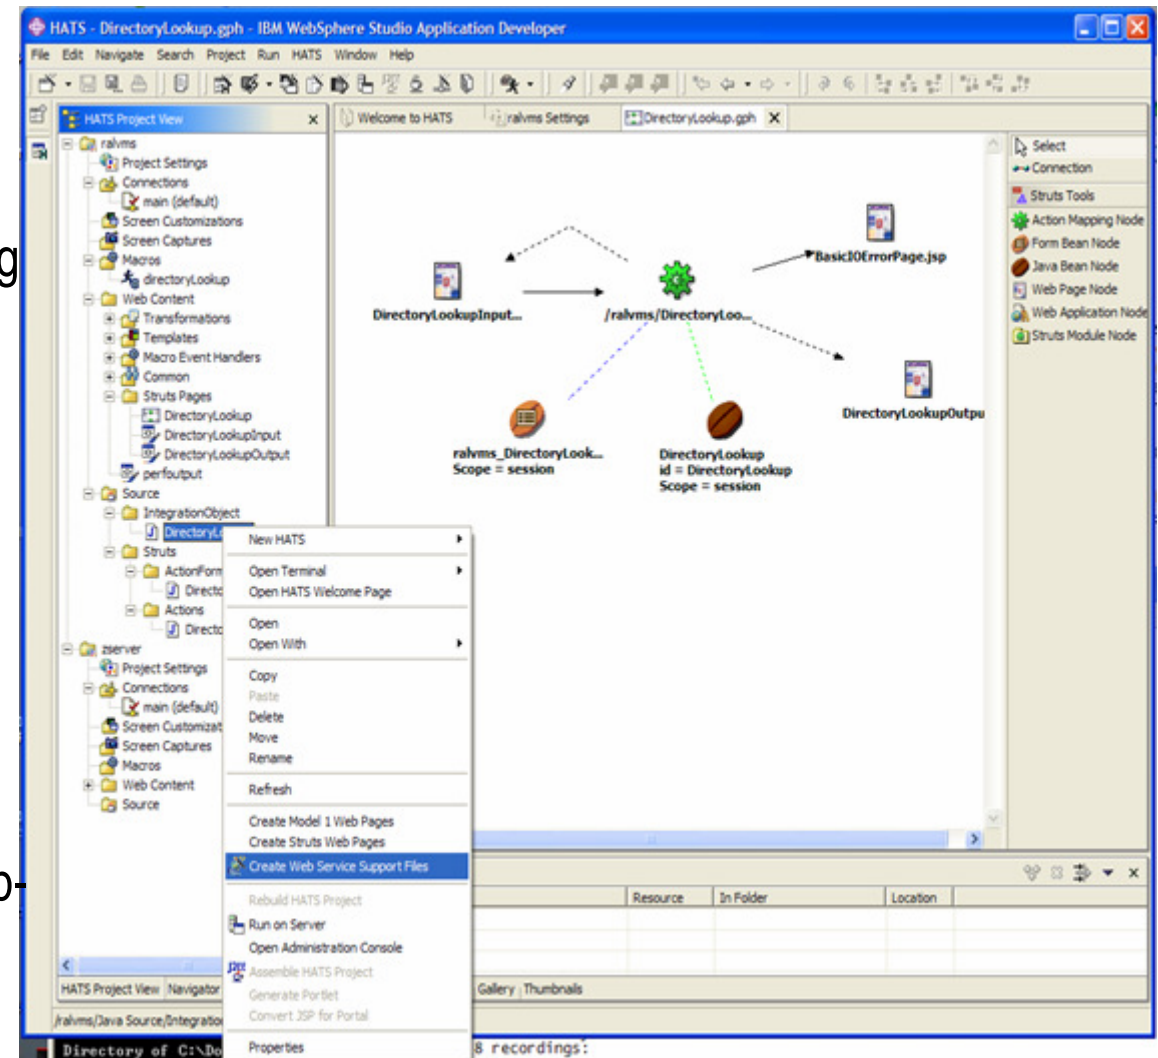 HATS - DirectoryLookup.gph - IBM WebSphere Studio Application Developer
File Edit Navigate Search Project Run HATS Window Help
HATS Project View
Welcome to HATS
ralvms Settings
DirectoryLookup.gph
ralvms
Project Settings
Connections
main (default)
Screen Customizations
Screen Captures
Macros
directoryLookup
Web Content
Transformations
Templates
Macro Event Handlers
Common
Struts Pages
DirectoryLookup
DirectoryLookupInput
DirectoryLookupOutput
perfoutput
Source
IntegrationObject
DirectoryL
Struts
ActionForm
Directo
Actions
Directo
zserver
Project Settings
Connections
main (default)
Screen Customizat
Screen Captures
Macros
Web Content
Source
HATS Project View Navigator
/ralvms/Java Source/Integratio
g
o-
DirectoryLookupInput...
/ralvms/DirectoryLoo...
BasicIOErrorPage.jsp
DirectoryLookupOutpu
ralvms_DirectoryLook...
Scope = session
DirectoryLookup
id = DirectoryLookup
Scope = session
Select
Connection
Struts Tools
Action Mapping Node
Form Bean Node
Java Bean Node
Web Page Node
Web Application Node
Struts Module Node
New HATS
Open Terminal
Open HATS Welcome Page
Open
Open With
Copy
Paste
Delete
Move
Rename
Refresh
Create Model 1 Web Pages
Create Struts Web Pages
Create Web Service Support Files
Rebuild HATS Project
Run on Server
Open Administration Console
Assemble HATS Project
Generate Portlet
Convert JSP for Portal
Properties
Resource In Folder Location
Gallery Thumbnails
Directory of C:\Do
8 recordings: